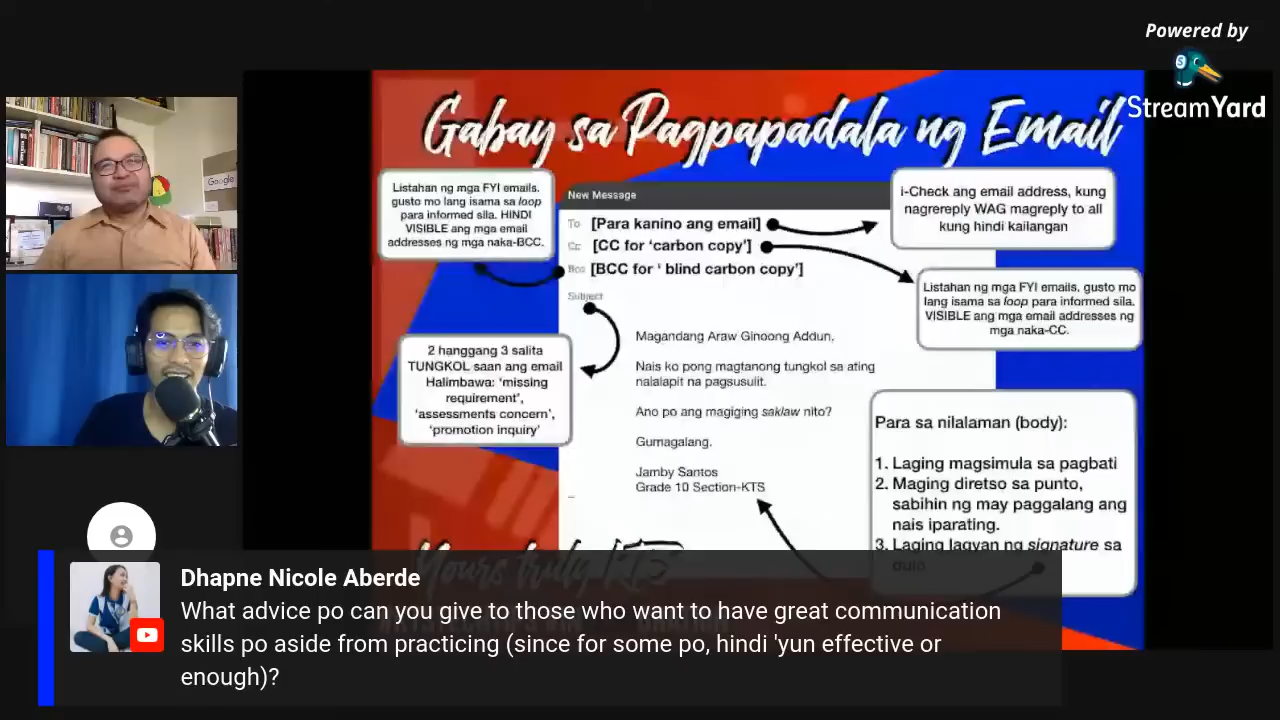 Powered by
StreamYard
Google
Gabay sa Pagpapadala ng Email
Listahan ng mga FYI emails.
gusto mo lang isama sa loop
para informed sila. HINDI
VISIBLE ang mga email
addresses ng mga naka-BCC.
New Message
To [Para kanino ang email]
Cc [CC for 'carbon copy']
Bcc [BCC for ' blind carbon copy']
Subject
i-Check ang email address, kung
nagrereply WAG magreply to all
kung hindi kailangan
Listahan ng mga FYI emails, gusto mo
lang isama sa loop para informed sila.
VISIBLE ang mga email addresses ng
mga naka-CC.
2 hanggang 3 salita
TUNGKOL saan ang email
Halimbawa: 'missing
requirement',
'assessments concern',
'promotion inquiry'
Magandang Araw Ginoong Addun,
Nais ko pong magtanong tungkol sa ating
nalalapit na pagsusulit.
Ano po ang magiging saklaw nito?
Gumagalang,
Jamby Santos
Grade 10 Section-KTS
Para sa nilalaman (body):
1. Laging magsimula sa pagbati
2. Maging diretso sa punto,
sabihin ng may paggalang ang
nais iparating.
3. Laging lagyan ng signature sa
dulo
Yours truly, KTS
Dhapne Nicole Aberde
What advice po can you give to those who want to have great communication
skills po aside from practicing (since for some po, hindi 'yun effective or
enough)?